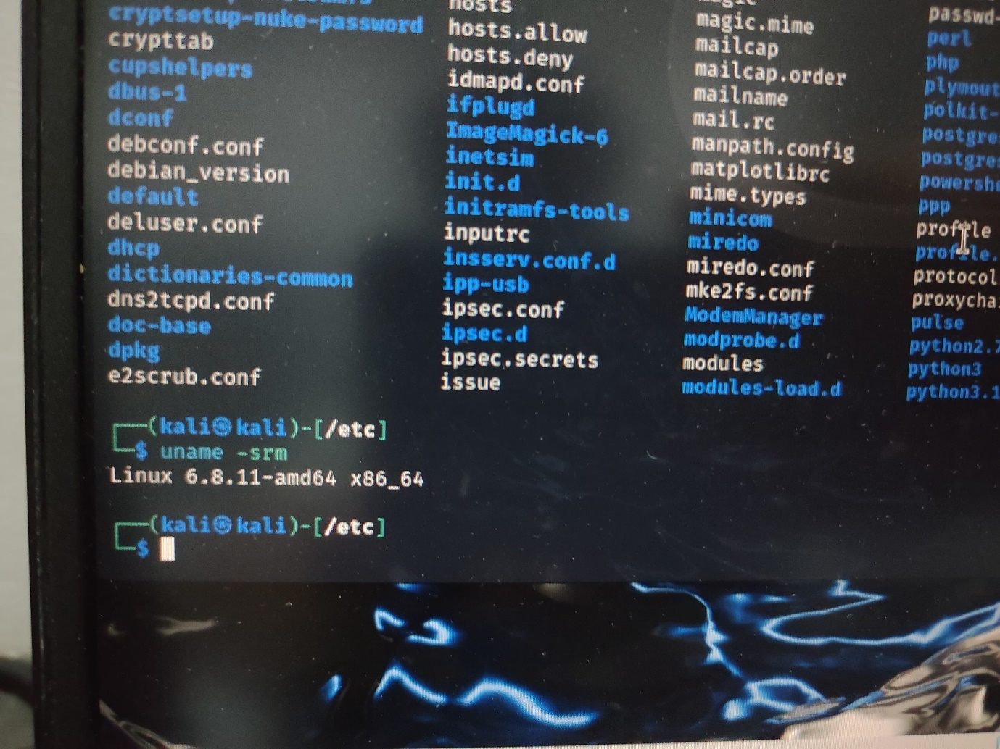 cryptsetup-nuke-password
crypttab
cupshelpers
dbus-1
dconf
debconf.conf
debian_version
default
deluser.conf
dhcp
dictionaries-common
dns2tcpd.conf
doc-base
dpkg
e2scrub.conf
hosts
hosts.allow
hosts.deny
idmapd.conf
ifplugd
ImageMagick-6
inetsim
init.d
initramfs-tools
inputrc
insserv.conf.d
ipp-usb
ipsec.conf
ipsec.d
ipsec.secrets
issue
magic
magic.mime
mailcap
mailcap.order
mailname
mail.rc
manpath.config
matplotlibrc
mime.types
minicom
miredo
miredo.conf
mke2fs.conf
ModemManager
modprobe.d
modules
modules-load.d
passwd-
perl
php
plymout
polkit-
postgre
postgres
powershe
ppp
profile
profile.
protocol
proxycha
pulse
python2.7
python3
python3.1
┌──(kali㉿kali)-[/etc]
└─$ uname -srm
Linux 6.8.11-amd64 x86_64
┌──(kali㉿kali)-[/etc]
└─$